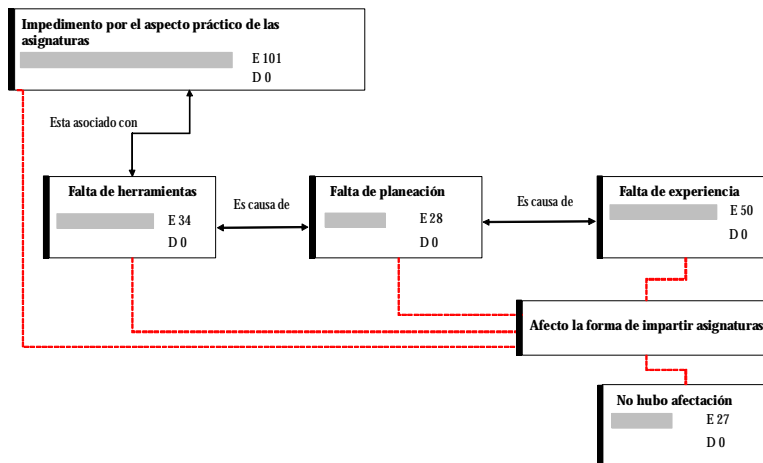 Impedimento por el aspecto práctico de las
asignaturas
E 101
D 0
Esta asociado con
Falta de herramientas
E 34
D 0
Es causa de
Falta de planeación
E 28
D 0
Es causa de
Falta de experiencia
E 50
D 0
Afecto la forma de impartir asignaturas
No hubo afectación
E 27
D 0